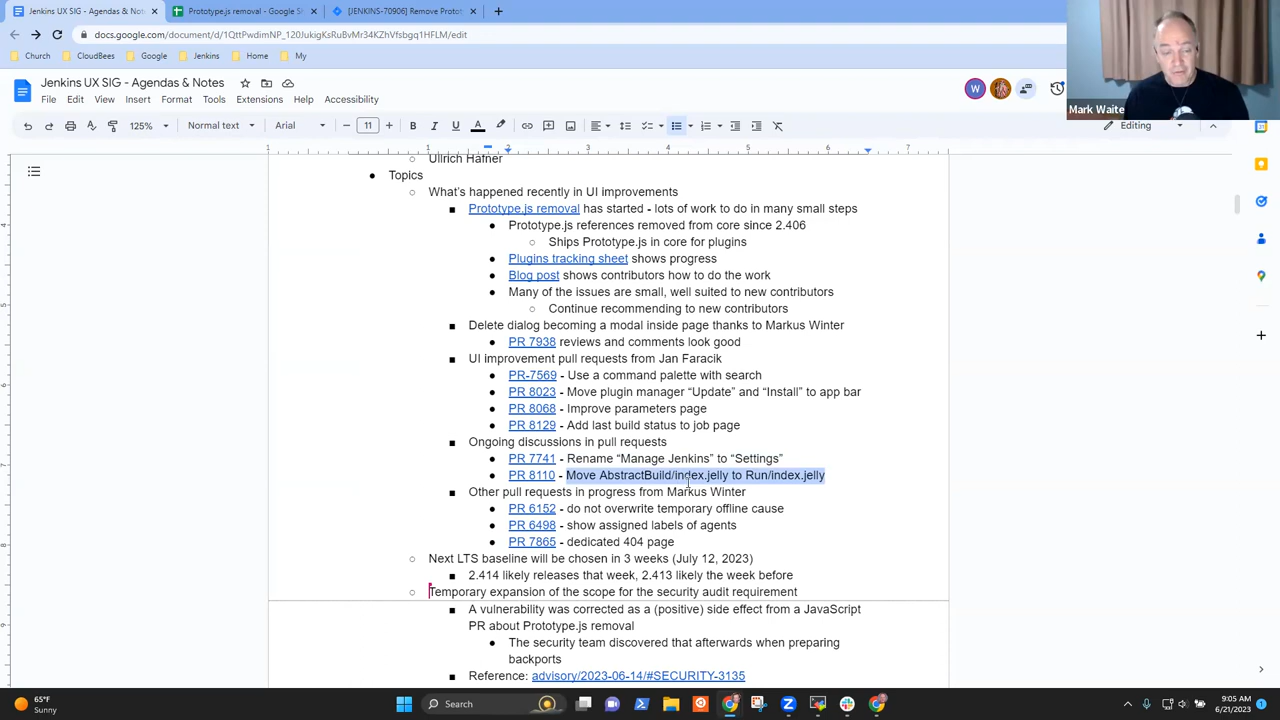 Jenkins UX SIG - Agendas & Notes
Prototype.js removal - Google S
[JENKINS-70906] Remove Protot
docs.google.com/document/d/1QttPwdimNP_120JukigKsRuBvMr34KZhVfsbgq1HFLM/edit
Church
CloudBees
Google
Jenkins
Home
My
Jenkins UX SIG - Agendas & Notes
File Edit View Insert Format Tools Extensions Help Accessibility
W
Mark Waite
125% Normal text Arial 11 Editing
1 1 2 3 4 5 6 7
Ullrich Hafner
Topics
What's happened recently in UI improvements
Prototype.js removal has started - lots of work to do in many small steps
Prototype.js references removed from core since 2.406
Ships Prototype.js in core for plugins
Plugins tracking sheet shows progress
Blog post shows contributors how to do the work
Many of the issues are small, well suited to new contributors
Continue recommending to new contributors
Delete dialog becoming a modal inside page thanks to Markus Winter
PR 7938 reviews and comments look good
UI improvement pull requests from Jan Faracik
PR-7569 - Use a command palette with search
PR 8023 - Move plugin manager “Update” and “Install” to app bar
PR 8068 - Improve parameters page
PR 8129 - Add last build status to job page
Ongoing discussions in pull requests
PR 7741 - Rename “Manage Jenkins” to “Settings”
PR 8110 - Move AbstractBuild/index.jelly to Run/index.jelly
Other pull requests in progress from Markus Winter
PR 6152 - do not overwrite temporary offline cause
PR 6498 - show assigned labels of agents
PR 7865 - dedicated 404 page
Next LTS baseline will be chosen in 3 weeks (July 12, 2023)
2.414 likely releases that week, 2.413 likely the week before
Temporary expansion of the scope for the security audit requirement
A vulnerability was corrected as a (positive) side effect from a JavaScript
PR about Prototype.js removal
The security team discovered that afterwards when preparing
backports
Reference: advisory/2023-06-14/#SECURITY-3135
65°F
Sunny
Search
9:05 AM
6/21/2023